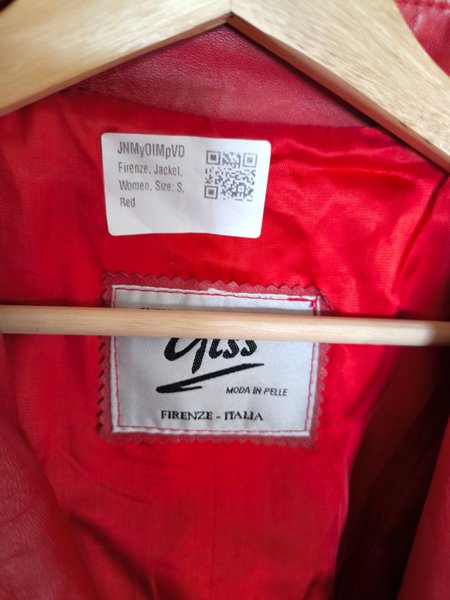 JNMyOIMpVD
Firenze, Jacket,
Women, Size: S,
Red
MODA IN PELLE
FIRENZE - ITALIA